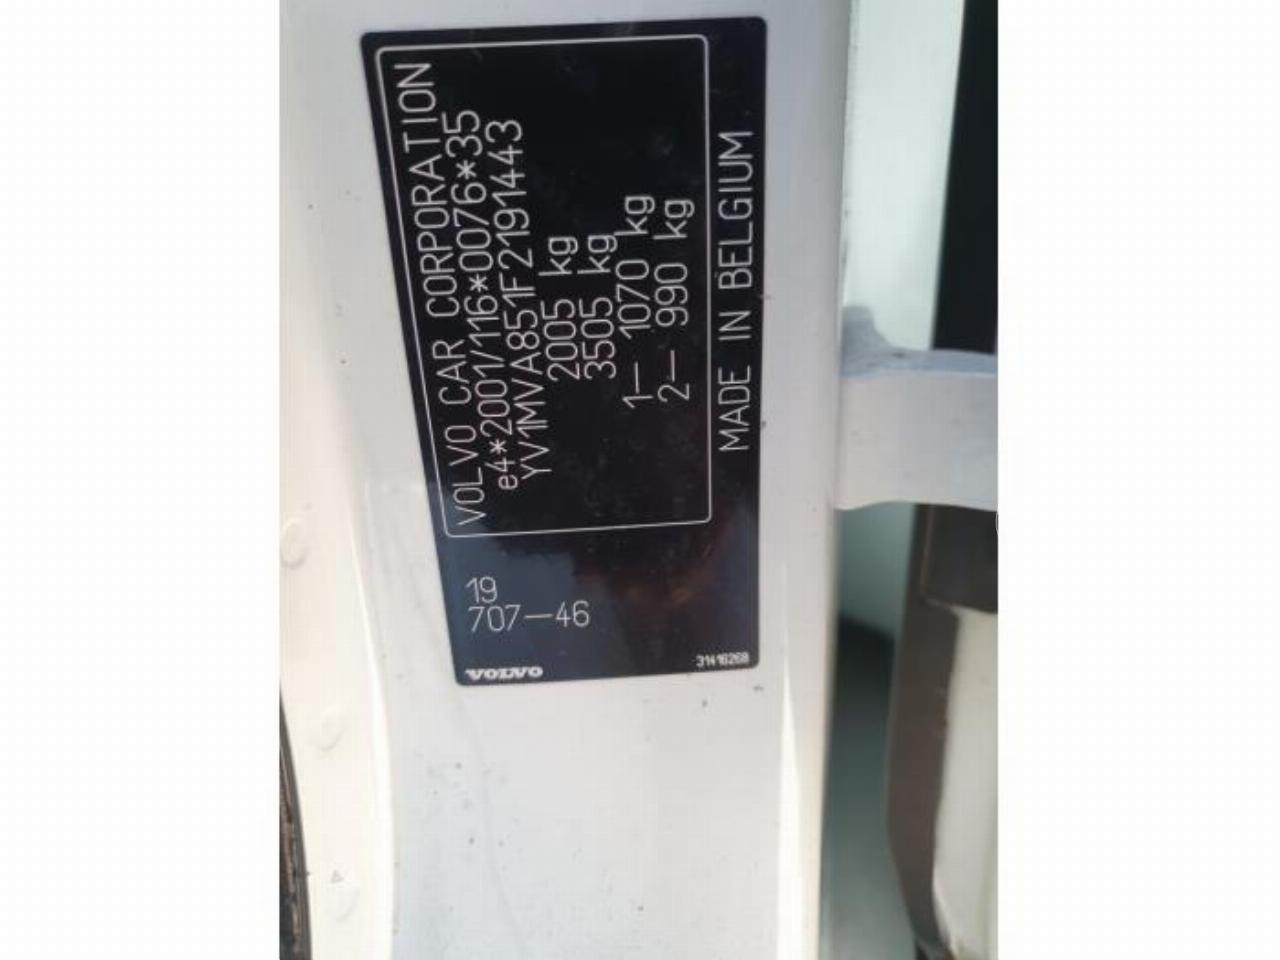 VOLVO CAR CORPORATION
e4*2001/116*0076*35
YV1MVA851F2191443
2005 kg
3505 kg
1— 1070 kg
2— 990 kg
MADE IN BELGIUM
19
707—46
VOLVO
31416268